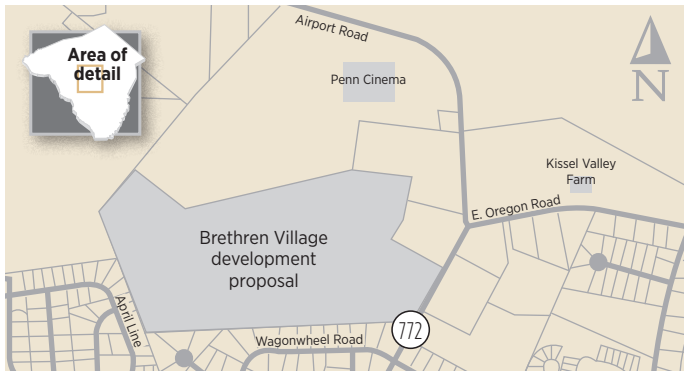 Area of
detail
Airport Road
Penn Cinema
N
Kissel Valley
Farm
E. Oregon Road
Brethren Village
development
proposal
April Line
Wagonwheel Road
772